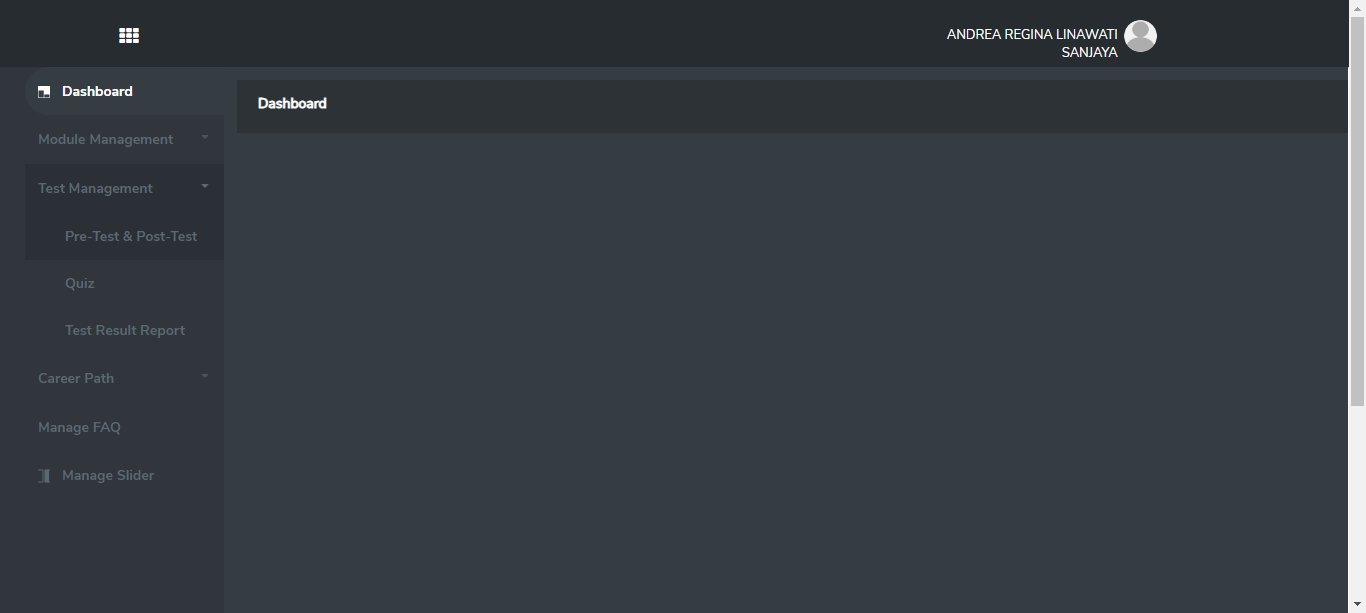 ANDREA REGINA LINAWATI
SANJAYA
Dashboard
Dashboard
Module Management
Test Management
Pre-Test & Post-Test
Quiz
Test Result Report
Career Path
Manage FAQ
Manage Slider